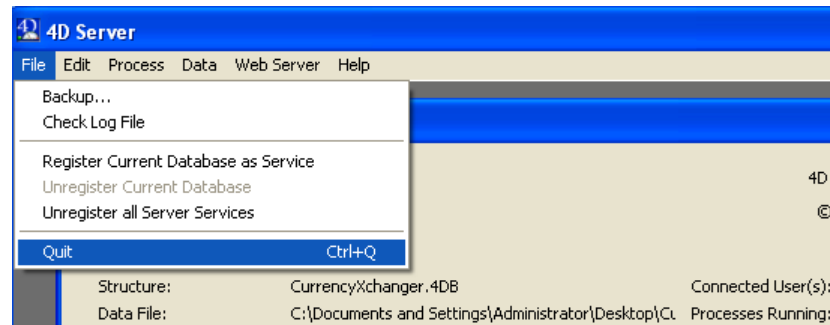 4D Server
File Edit Process Data Web Server Help
Backup...
Check Log File
Register Current Database as Service
Unregister Current Database
Unregister all Server Services
Quit Ctrl+Q
4D
©
Structure: CurrencyXchanger.4DB Connected User(s):
Data File: C:\Documents and Settings\Administrator\Desktop\Cu Processes Running: